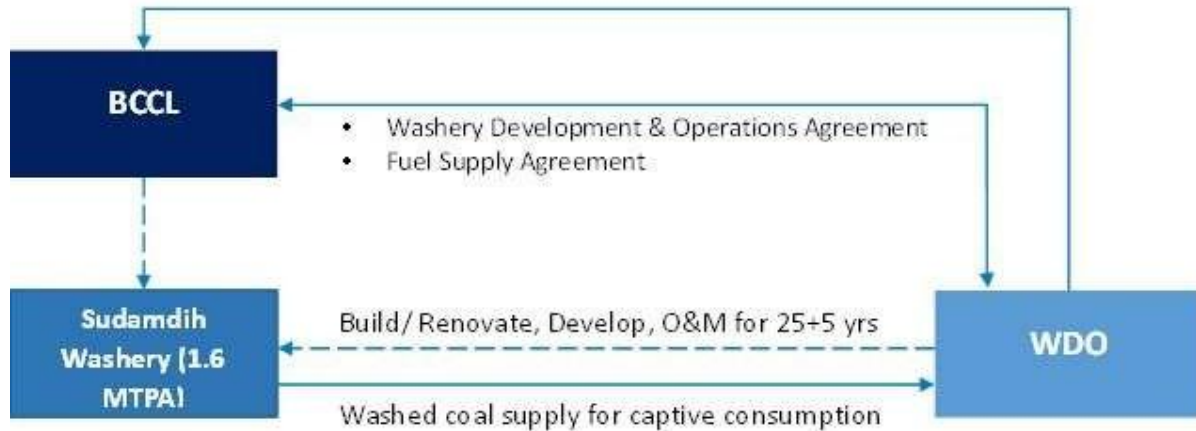 BCCL
• Washery Development & Operations Agreement
• Fuel Supply Agreement
Sudamdih
Washery (1.6
MTPA)
Build/ Renovate, Develop, O&M for 25+5 yrs
WDO
Washed coal supply for captive consumption